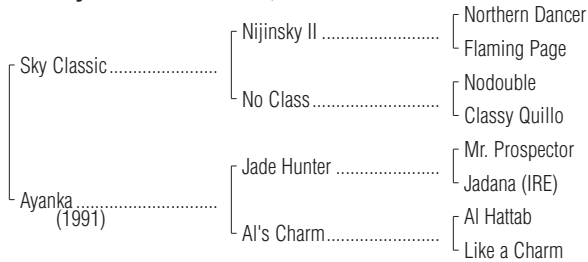 Northern Dancer
Nijinsky II
Flaming Page
Sky Classic
Nodouble
No Class
Classy Quillo
Mr. Prospector
Jade Hunter
Jadana (IRE)
Ayanka
(1991)
Al Hattab
Al's Charm
Like a Charm